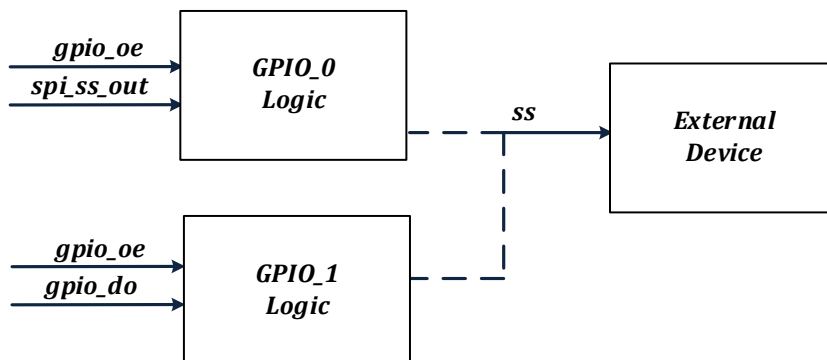 gpio_oe
spi_ss_out
GPIO_0
Logic
ss
External
Device
gpio_oe
gpio_do
GPIO_1
Logic